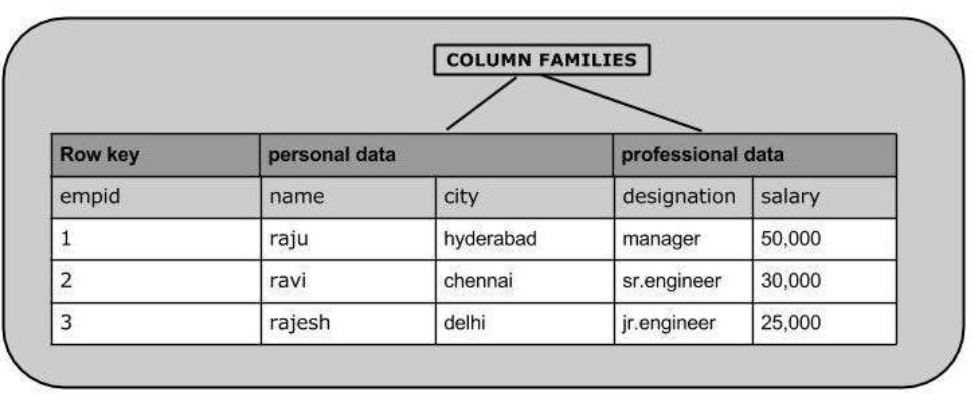 COLUMN FAMILIES
Row key personal data professional data
empid name city designation salary
1 raju hyderabad manager 50,000
2 ravi chennai sr.engineer 30,000
3 rajesh delhi jr.engineer 25,000